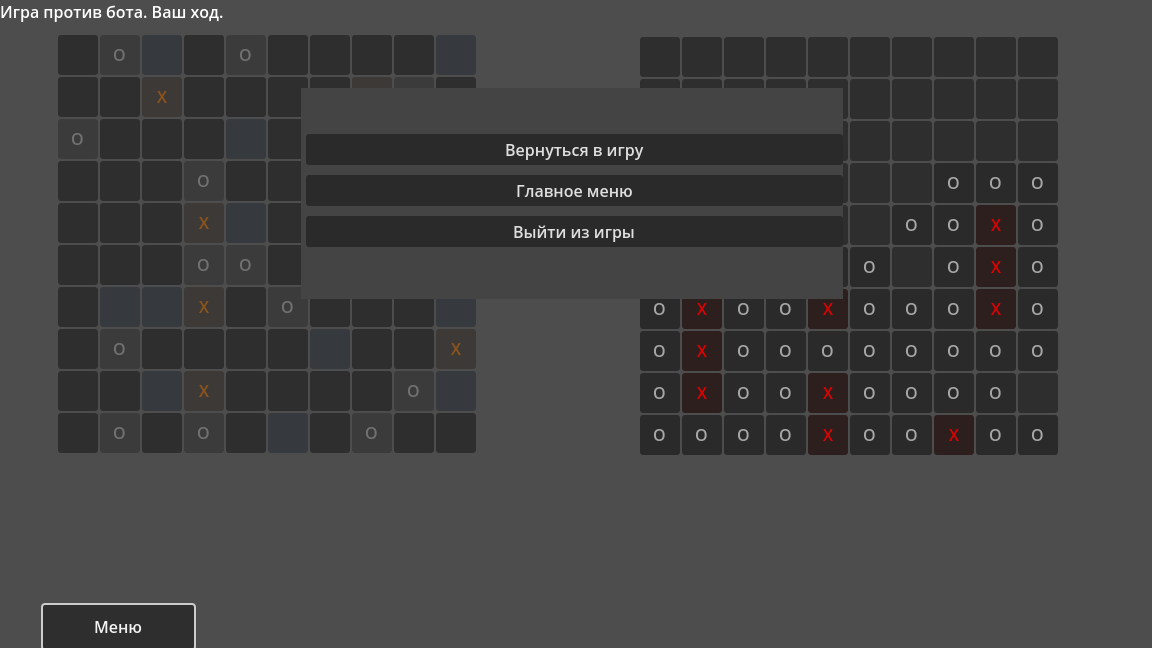 Игра против бота. Ваш ход.
O O
X
O
Вернуться в игру
O Главное меню O O O
X Выйти из игры O O X O
O O O O X O
X O O X O O X O O O X O
O X O X O O O O O O O O
X O O X O O X O O O O
O O O O O O O X O O X O O
Меню